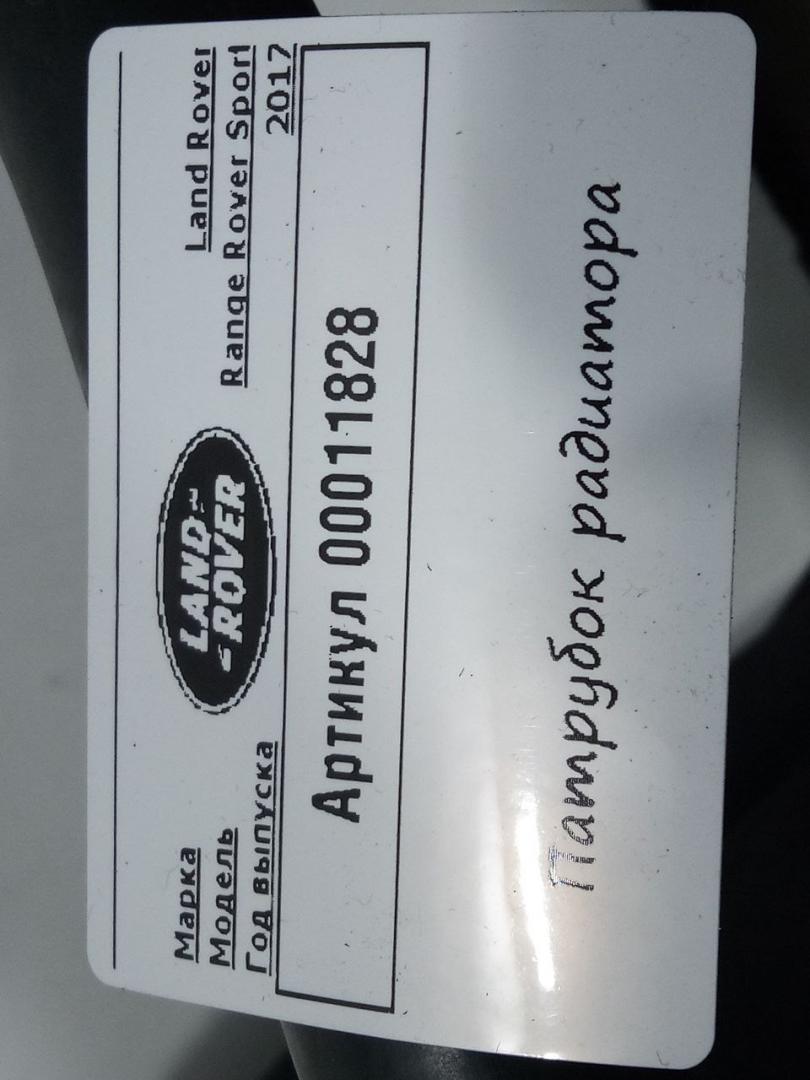 Марка Land Rover
Модель Range Rover Sport
Год выпуска 2017
LAND
ROVER
Артикул 00011828
Патрубок радиатора